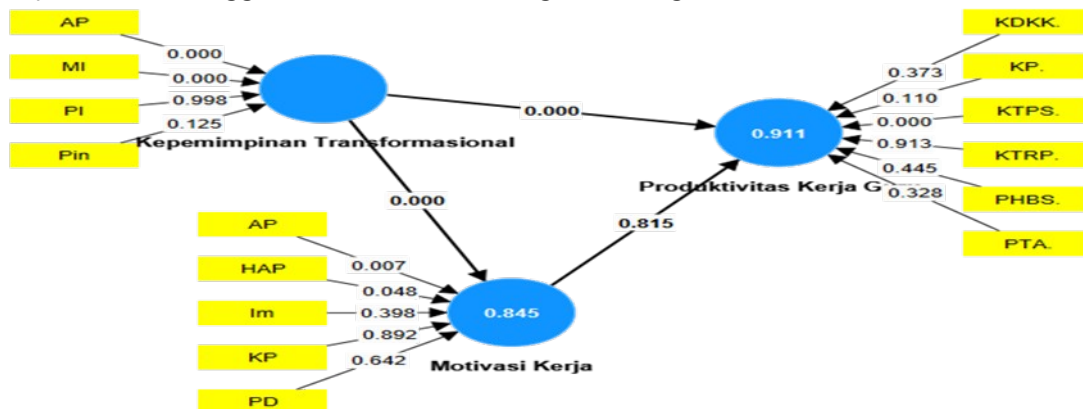 AP
MI
PI
Pin
0.000
0.000
0.998
0.125
Kepemimpinan Transformasional
0.000
0.000
0.911
Produktivitas Kerja
KDKK.
KP.
KTPS.
KTRP.
PHBS.
PTA.
0.373
0.110
0.000
0.913
0.445
0.328
0.815
AP
HAP
Im
KP
PD
0.007
0.048
0.398
0.892
0.642
0.845
Motivasi Kerja